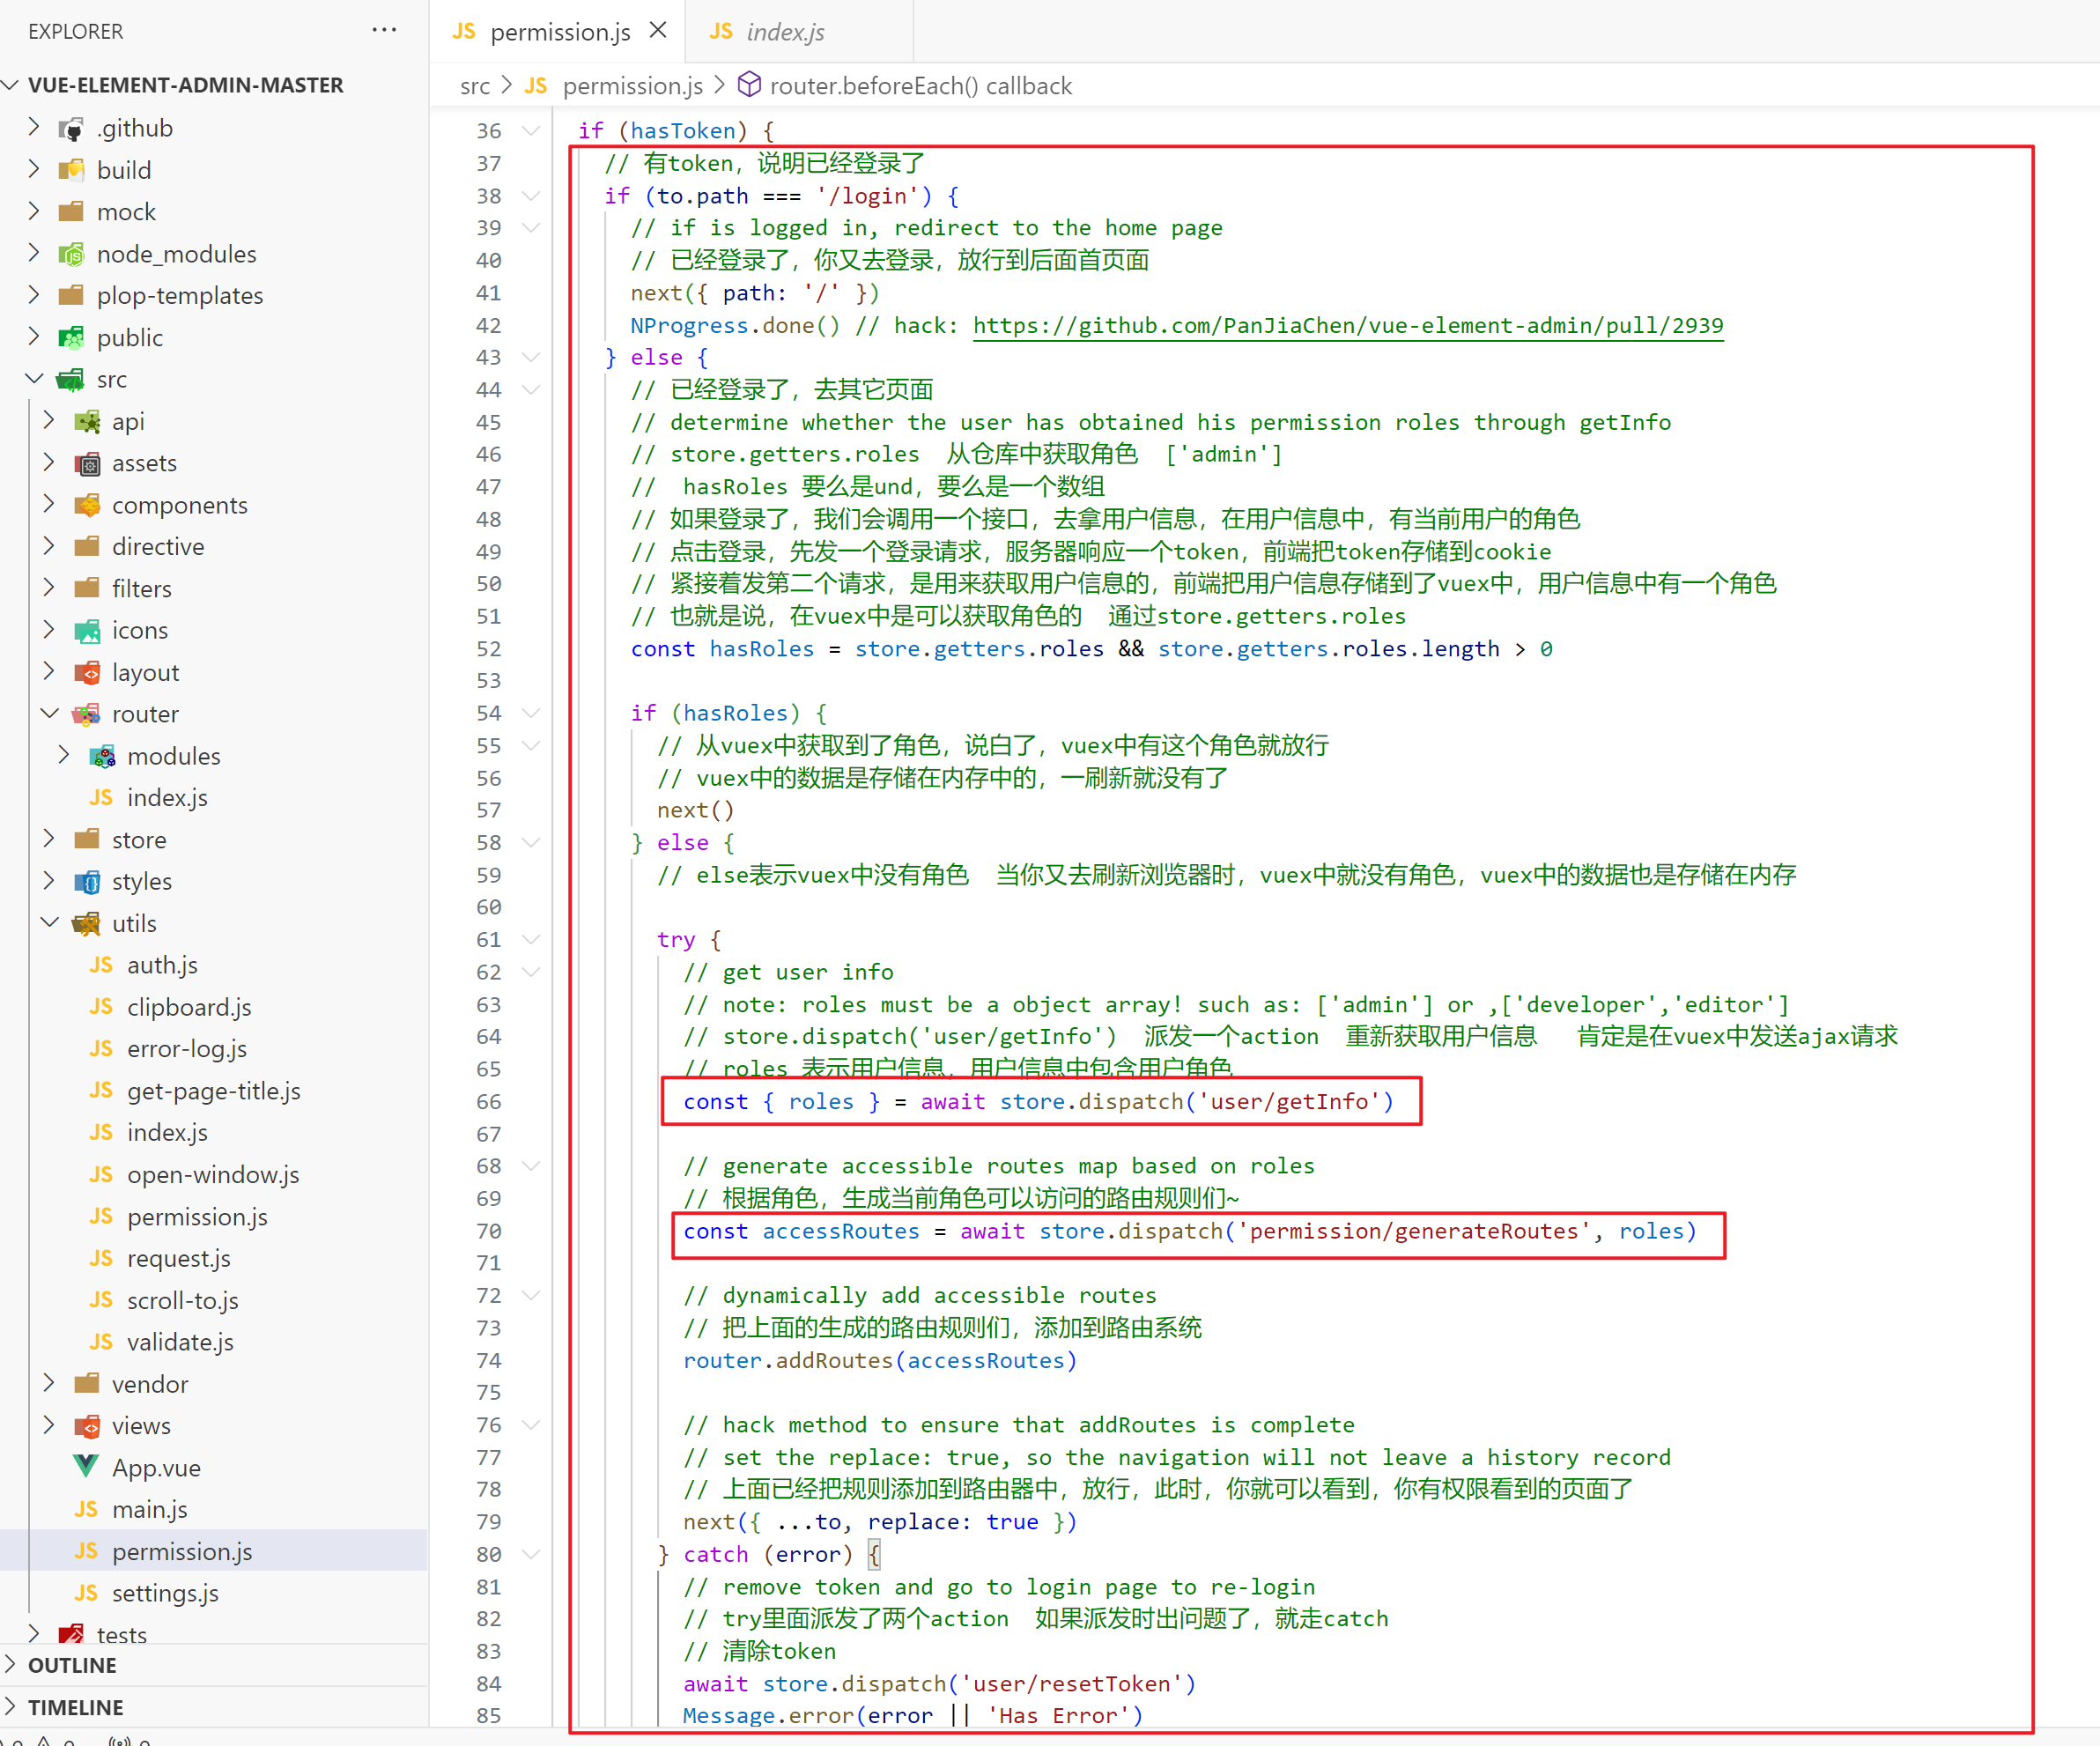 EXPLORER
VUE-ELEMENT-ADMIN-MASTER
.github
build
mock
node_modules
plop-templates
public
src
api
assets
components
directive
filters
icons
layout
router
modules
index.js
store
styles
utils
auth.js
clipboard.js
error-log.js
get-page-title.js
index.js
open-window.js
permission.js
request.js
scroll-to.js
validate.js
vendor
views
App.vue
main.js
permission.js
settings.js
tests
OUTLINE
TIMELINE
JS permission.js
JS index.js
src > JS permission.js > router.beforeEach() callback
36 if (hasToken) {
37 // 有token，说明已经登录了
38 if (to.path === '/login') {
39 // if is logged in, redirect to the home page
40 // 已经登录了，你又去登录，放行到后面首页面
41 next({ path: '/' })
42 NProgress.done() // hack: https://github.com/PanJiaChen/vue-element-admin/pull/2939
43 } else {
44 // 已经登录了，去其它页面
45 // determine whether the user has obtained his permission roles through getInfo
46 // store.getters.roles  从仓库中获取角色  ['admin']
47 //  hasRoles 要么是und，要么是一个数组
48 // 如果登录了，我们会调用一个接口，去拿用户信息，在用户信息中，有当前用户的角色
49 // 点击登录，先发一个登录请求，服务器响应一个token，前端把token存储到cookie
50 // 紧接着发第二个请求，是用来获取用户信息的，前端把用户信息存储到了vuex中，用户信息中有一个角色
51 // 也就是说，在vuex中是可以获取角色的  通过store.getters.roles
52 const hasRoles = store.getters.roles && store.getters.roles.length > 0
53
54 if (hasRoles) {
55 // 从vuex中获取到了角色，说白了，vuex中有这个角色就放行
56 // vuex中的数据是存储在内存中的，一刷新就没有了
57 next()
58 } else {
59 // else表示vuex中没有角色  当你又去刷新浏览器时，vuex中就没有角色，vuex中的数据也是存储在内存
60
61 try {
62 // get user info
63 // note: roles must be a object array! such as: ['admin'] or ,['developer','editor']
64 // store.dispatch('user/getInfo')  派发一个action  重新获取用户信息   肯定是在vuex中发送ajax请求
65 // roles 表示用户信息，用户信息中包含用户角色
66 const { roles } = await store.dispatch('user/getInfo')
67
68 // generate accessible routes map based on roles
69 // 根据角色，生成当前角色可以访问的路由规则们~
70 const accessRoutes = await store.dispatch('permission/generateRoutes', roles)
71
72 // dynamically add accessible routes
73 // 把上面的生成的路由规则们，添加到路由系统
74 router.addRoutes(accessRoutes)
75
76 // hack method to ensure that addRoutes is complete
77 // set the replace: true, so the navigation will not leave a history record
78 // 上面已经把规则添加到路由器中，放行，此时，你就可以看到，你有权限看到的页面了
79 next({ ...to, replace: true })
80 } catch (error) {
81 // remove token and go to login page to re-login
82 // try里面派发了两个action  如果派发时出问题了，就走catch
83 // 清除token
84 await store.dispatch('user/resetToken')
85 Message.error(error || 'Has Error')